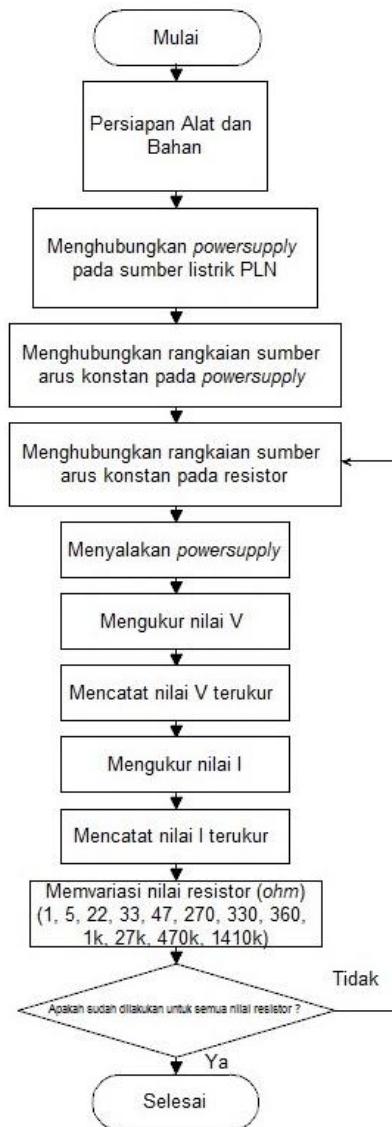 Mulai
Persiapan Alat dan
Bahan
Menghubungkan powersupply
pada sumber listrik PLN
Menghubungkan rangkaian sumber
arus konstan pada powersupply
Menghubungkan rangkaian sumber
arus konstan pada resistor
Menyalakan powersupply
Mengukur nilai V
Mencatat nilai V terukur
Mengukur nilai I
Mencatat nilai I terukur
Memvariasi nilai resistor (ohm)
(1, 5, 22, 33, 47, 270, 330, 360,
1k, 27k, 470k, 1410k)
Tidak
Apakah sudah dilakukan untuk semua nilai resistor ?
Ya
Selesai